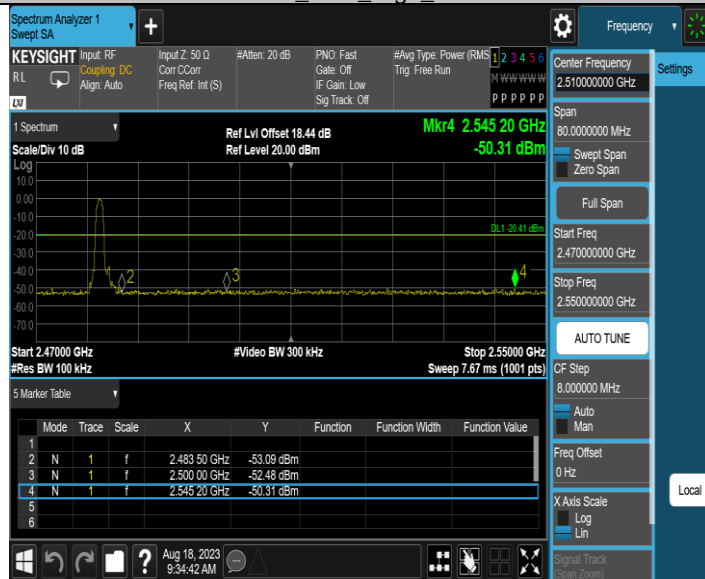 Spectrum Analyzer 1
Swept SA
+
Frequency
KEYSIGHT
RL
LXI
Input: RF
Coupling: DC
Align: Auto
Input Z: 50 Ω
Corr CCorr
Freq Ref: Int (S)
#Atten: 20 dB
PNO: Fast
Gate: Off
IF Gain: Low
Sig Track: Off
#Avg Type: Power (RMS
Trig: Free Run
1 2 3 4 5 6
M W W W W W
P P P P P P
Center Frequency
2.510000000 GHz
Settings
Span
80.0000000 MHz
Swept Span
Zero Span
Full Span
Start Freq
2.470000000 GHz
Stop Freq
2.550000000 GHz
AUTO TUNE
CF Step
8.000000 MHz
Auto
Man
Freq Offset
0 Hz
X Axis Scale
Log
Lin
Signal Track
(Span Zoom)
Local
1 Spectrum
Scale/Div 10 dB
Ref Lvl Offset 18.44 dB
Ref Level 20.00 dBm
Mkr4 2.545 20 GHz
-50.31 dBm
Log
10.0
0.00
-10.0
-20.0
-30.0
-40.0
-50.0
-60.0
-70.0
DL1 -20.41 dBm
2
3
4
Start 2.47000 GHz
#Res BW 100 kHz
#Video BW 300 kHz
Stop 2.55000 GHz
Sweep 7.67 ms (1001 pts)
5 Marker Table
Mode Trace Scale X Y Function Function Width Function Value
1
2 N 1 f 2.483 50 GHz -53.09 dBm
3 N 1 f 2.500 00 GHz -52.48 dBm
4 N 1 f 2.545 20 GHz -50.31 dBm
5
6
?
Aug 18, 2023
9:34:42 AM